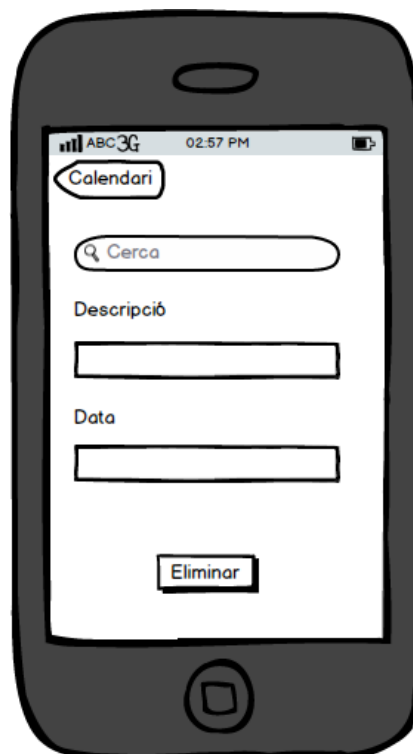 ABC 3G 02:57 PM
Calendari
Cerca
Descripció
Data
Eliminar